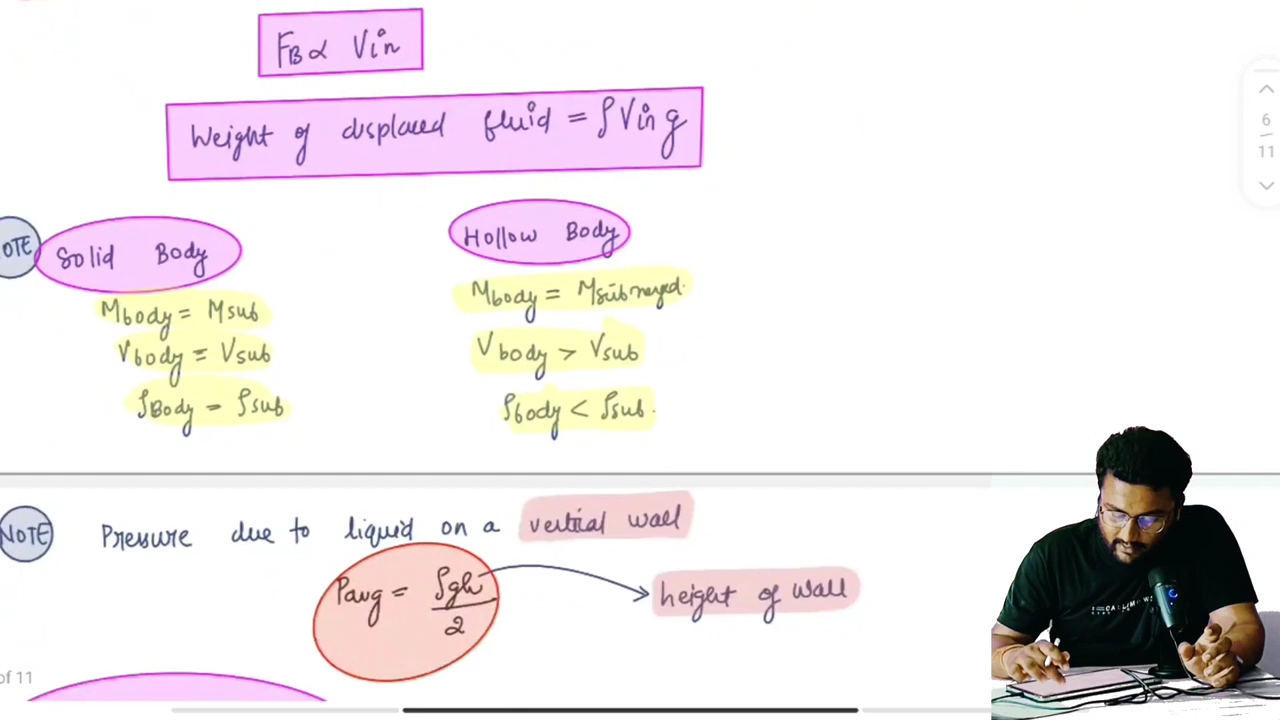 FB ∝ Vin
Weight of displaced fluid = ρ Vin g
NOTE
Solid Body
Mbody = Msub
Vbody = Vsub
ρBody = ρsub
Hollow Body
Mbody = Msubmerged.
Vbody > Vsub
ρbody < ρsub.
6
11
NOTE Pressure due to liquid on a vertical wall
Pavg = ρgh/2
height of wall
of 11